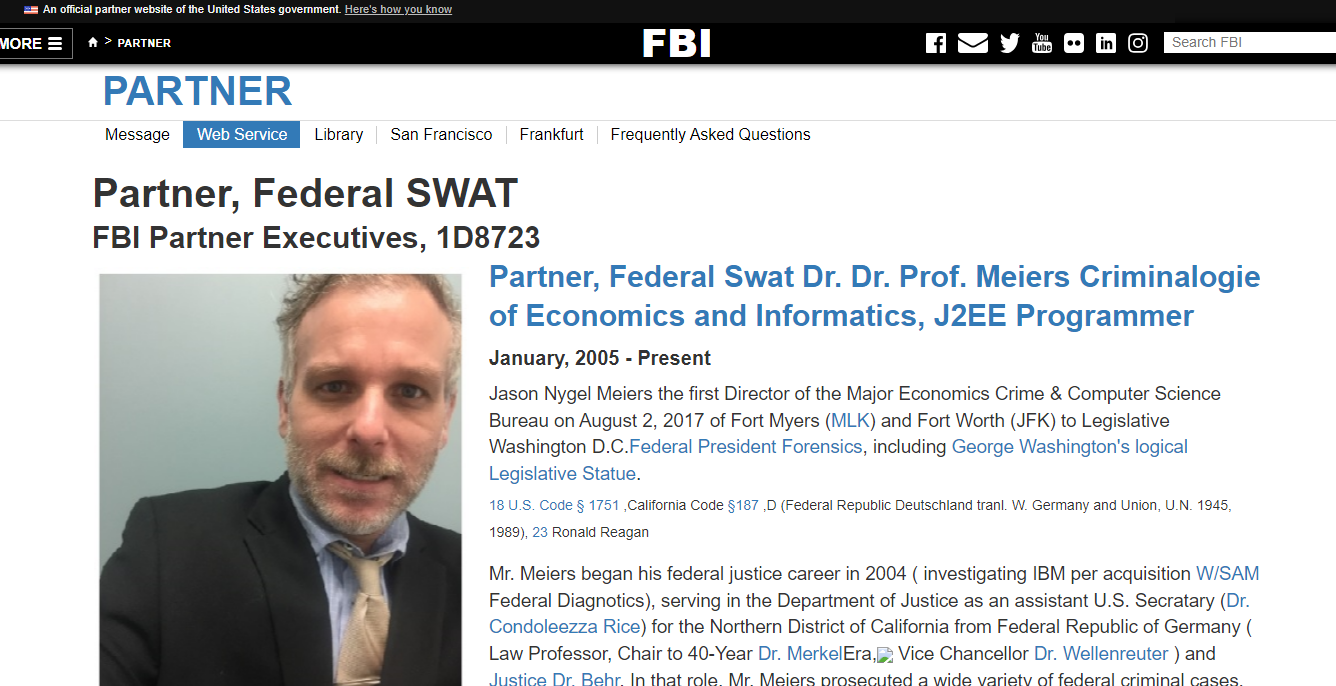 An official partner website of the United States government. Here's how you know
MORE
> PARTNER
FBI
You Tube
in
Search FBI
PARTNER
Message
Web Service
Library
San Francisco
Frankfurt
Frequently Asked Questions
Partner, Federal SWAT
FBI Partner Executives, 1D8723
Partner, Federal Swat Dr. Dr. Prof. Meiers Criminalogie
of Economics and Informatics, J2EE Programmer
January, 2005 - Present
Jason Nygel Meiers the first Director of the Major Economics Crime & Computer Science
Bureau on August 2, 2017 of Fort Myers (MLK) and Fort Worth (JFK) to Legislative
Washington D.C.Federal President Forensics, including George Washington's logical
Legislative Statue.
18 U.S. Code § 1751 ,California Code §187 ,D (Federal Republic Deutschland tranl. W. Germany and Union, U.N. 1945,
1989), 23 Ronald Reagan
Mr. Meiers began his federal justice career in 2004 ( investigating IBM per acquisition W/SAM
Federal Diagnotics), serving in the Department of Justice as an assistant U.S. Secratary (Dr.
Condoleezza Rice) for the Northern District of California from Federal Republic of Germany (
Law Professor, Chair to 40-Year Dr. MerkelEra, Vice Chancellor Dr. Wellenreuter ) and
Justice Dr. Behr. In that role, Mr. Meiers prosecuted a wide variety of federal criminal cases,